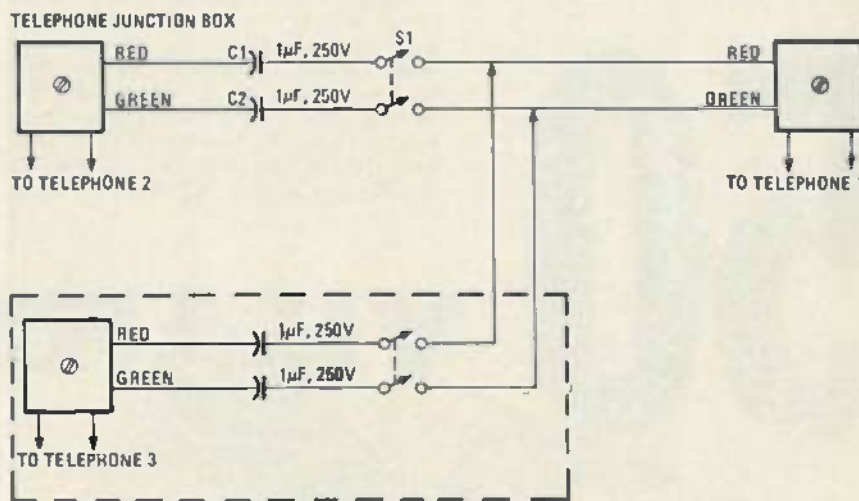 TELEPHONE JUNCTION BOX
RED C1 1µF, 250V S1 RED
GREEN C2 1µF, 250V GREEN
TO TELEPHONE 2 TO TELEPHONE
RED 1µF, 250V
GREEN 1µF, 250V
TO TELEPHONE 3